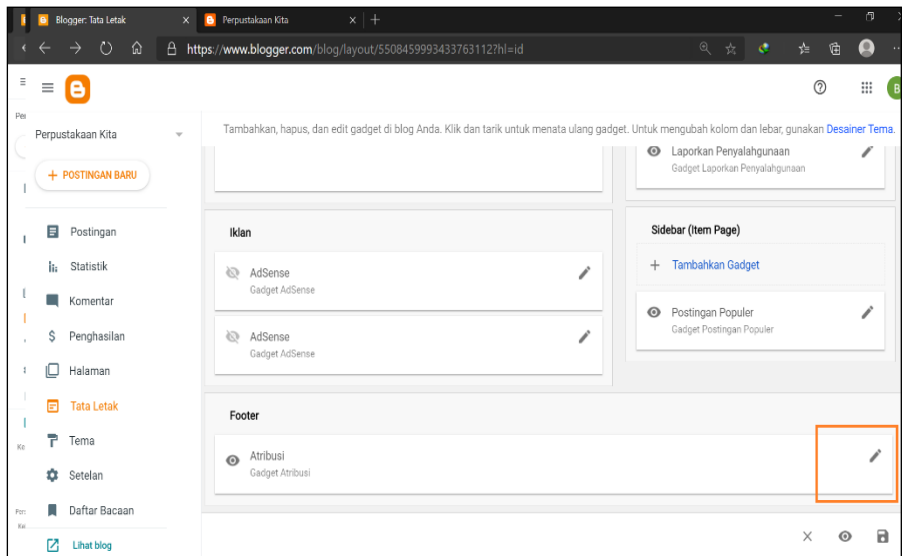 Blogger: Tata Letak
Perpustakaan Kita
https://www.blogger.com/blog/layout/5508459993433763112?hl=id
B
Perpustakaan Kita
POSTINGAN BARU
Postingan
Statistik
Komentar
Penghasilan
Halaman
Tata Letak
Tema
Setelan
Daftar Bacaan
Lihat blog
Tambahkan, hapus, dan edit gadget di blog Anda. Klik dan tarik untuk menata ulang gadget. Untuk mengubah kolom dan lebar, gunakan Desainer Tema.
Laporkan Penyalahgunaan
Gadget Laporkan Penyalahgunaan
Iklan
AdSense
Gadget AdSense
AdSense
Gadget AdSense
Sidebar (Item Page)
Tambahkan Gadget
Postingan Populer
Gadget Postingan Populer
Footer
Atribusi
Gadget Atribusi